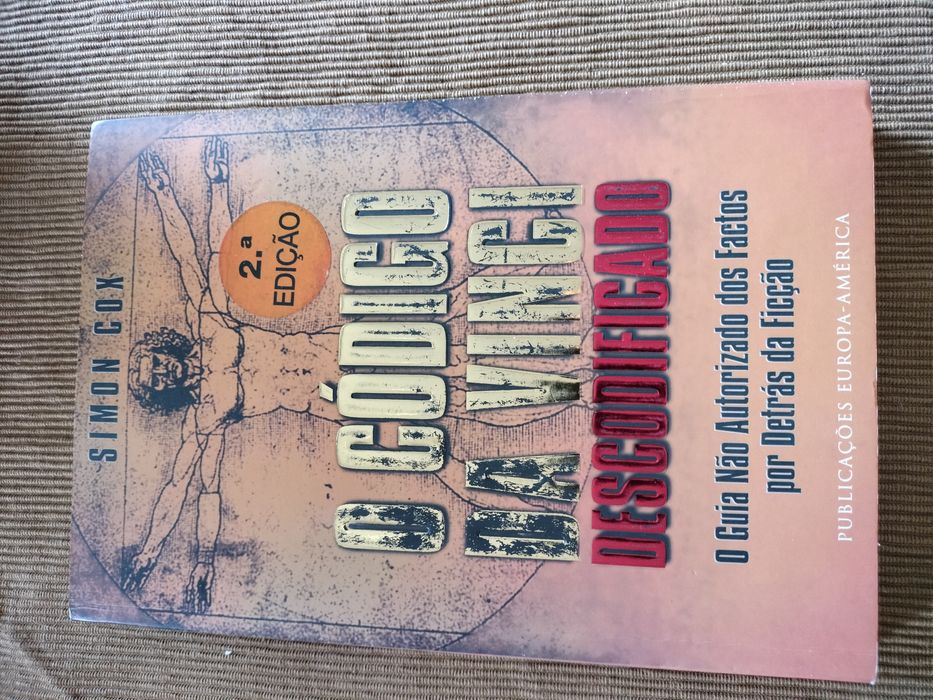 SIMON COX
2.ª
EDIÇÃO
O CÓDIGO
DA VINCI
DESCODIFICADO
O Guia Não Autorizado dos Factos
por Detrás da Ficção
PUBLICAÇÕES EUROPA-AMÉRICA